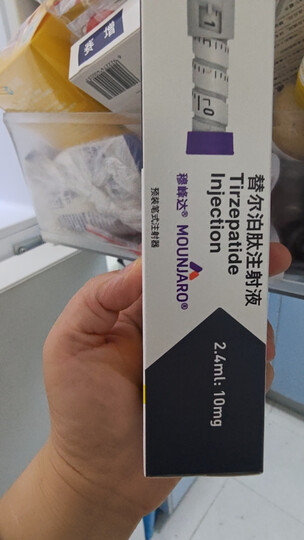 替尔泊肽注射液
Tirzepatide
Injection
穆峰达® MOUNJARO®
预装笔式注射器
2.4ml: 10mg